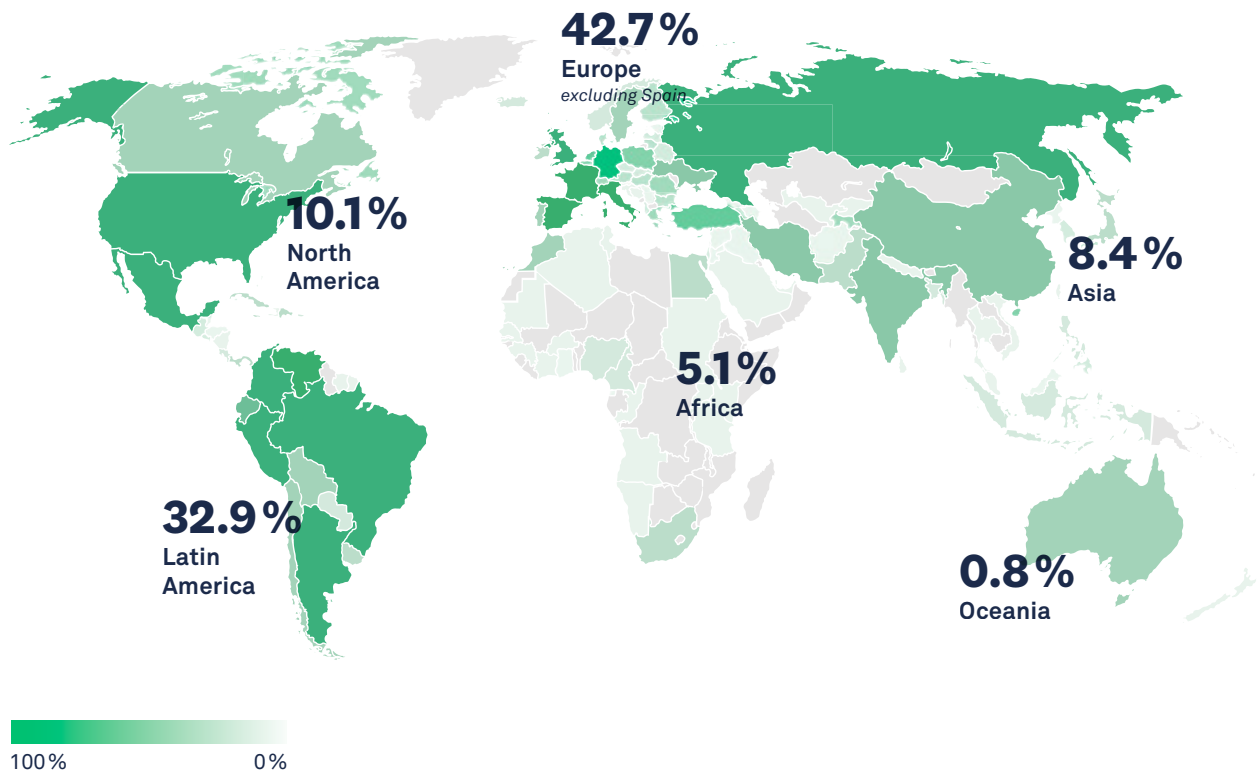 42.7 %
Europe
excluding Spain
10.1 %
North
America
8.4 %
Asia
5.1 %
Africa
32.9 %
Latin
America
0.8 %
Oceania
100 %
0 %